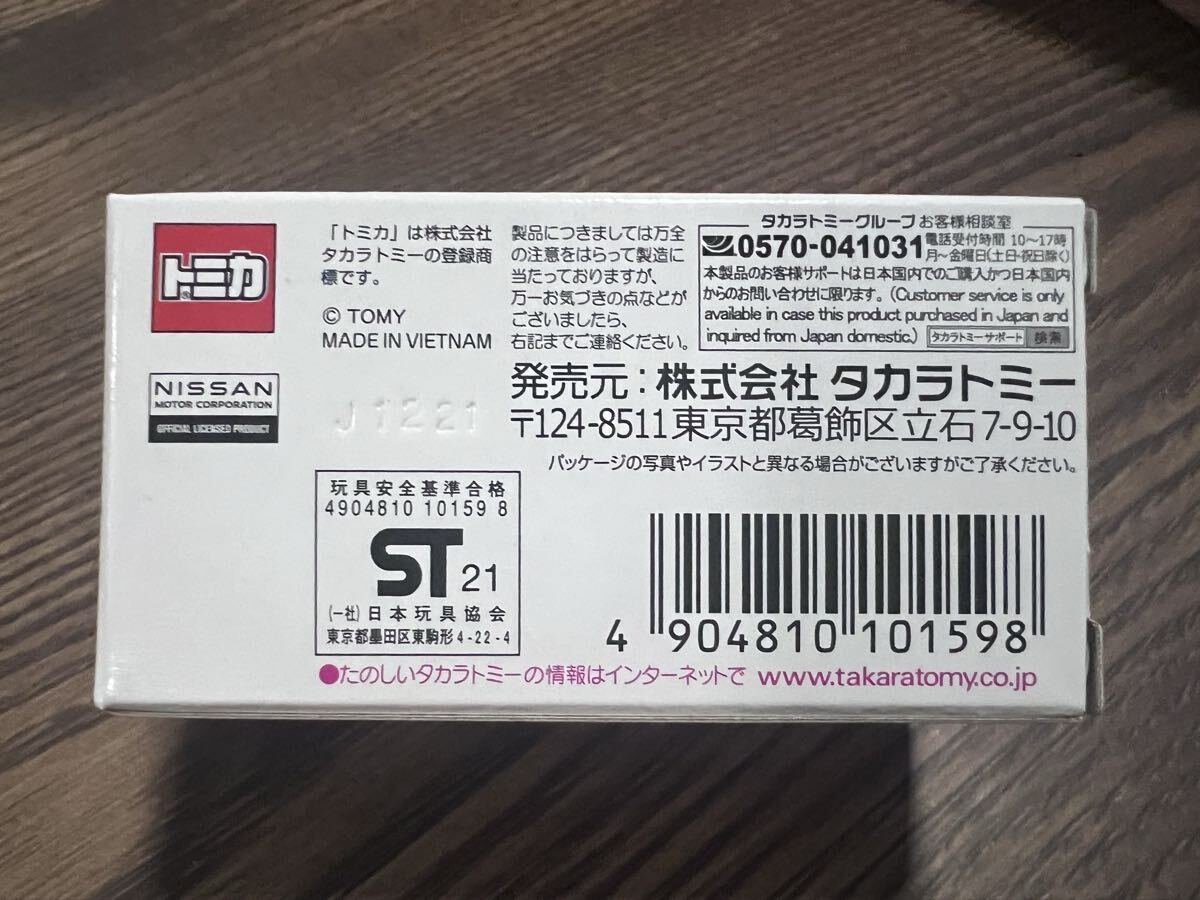 トミカ
®
NISSAN
MOTOR CORPORATION
OFFICIAL LICENSED PRODUCT
「トミカ」は株式会社
タカラトミーの登録商
標です。
© TOMY
MADE IN VIETNAM
J1221
製品につきましては万全
の注意をはらって製造に
当たっておりますが、
万一お気づきの点などが
ございましたら、
右記までご連絡ください。
タカラトミーグループ お客様相談室
0570-041031 電話受付時間 10～17時
月～金曜日(土日・祝日除く)
本製品のお客様サポートは日本国内でのご購入かつ日本国内
からのお問い合わせに限ります。(Customer service is only
available in case this product purchased in Japan and
inquired from Japan domestic.) タカラトミーサポート 検索
発売元：株式会社 タカラトミー
〒124-8511東京都葛飾区立石7-9-10
パッケージの写真やイラストと異なる場合がございますがご了承ください。
玩具安全基準合格
4904810 10159 8
ST 21
(一社)日本玩具協会
東京都墨田区東駒形4-22-4
4 904810 101598
●たのしいタカラトミーの情報はインターネットで www.takaratomy.co.jp